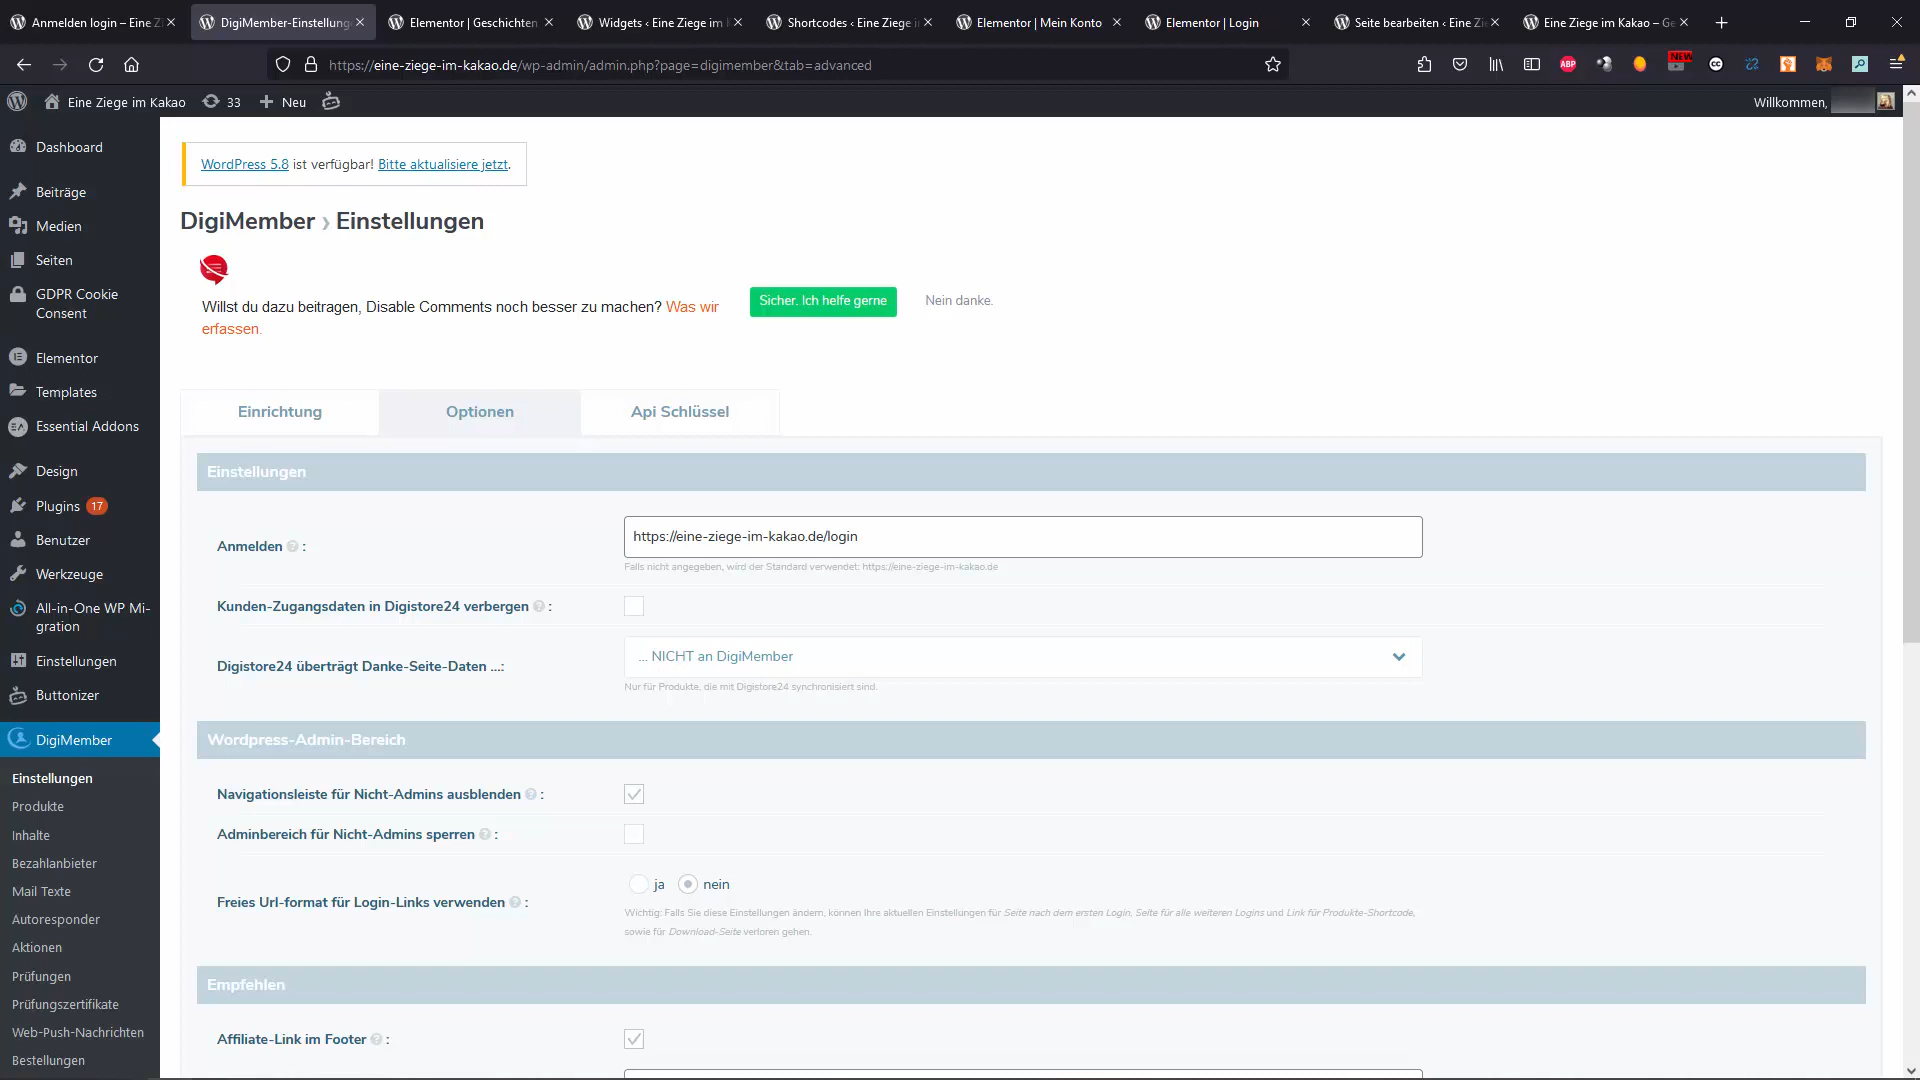 Anmelden login – Eine Z
DigiMember-Einstellung
Elementor | Geschichten
Widgets ‹ Eine Ziege im
Shortcodes ‹ Eine Ziege i
Elementor | Mein Konto
Elementor | Login
Seite bearbeiten ‹ Eine Zi
Eine Ziege im Kakao – Ge
https://eine-ziege-im-kakao.de/wp-admin/admin.php?page=digimember&tab=advanced
ABP
NEW
Eine Ziege im Kakao
33
Neu
Willkommen,
Dashboard
Beiträge
Medien
Seiten
GDPR Cookie
Consent
Elementor
Templates
Essential Addons
Design
Plugins 17
Benutzer
Werkzeuge
All-in-One WP Mi-
gration
Einstellungen
Buttonizer
DigiMember
Einstellungen
Produkte
Inhalte
Bezahlanbieter
Mail Texte
Autoresponder
Aktionen
Prüfungen
Prüfungszertifikate
Web-Push-Nachrichten
Bestellungen
WordPress 5.8 ist verfügbar! Bitte aktualisiere jetzt.
DigiMember › Einstellungen
Willst du dazu beitragen, Disable Comments noch besser zu machen? Was wir
erfassen.
Sicher. Ich helfe gerne
Nein danke.
Einrichtung
Optionen
Api Schlüssel
Einstellungen
Anmelden ? :
https://eine-ziege-im-kakao.de/login
Falls nicht angegeben, wird der Standard verwendet: https://eine-ziege-im-kakao.de
Kunden-Zugangsdaten in Digistore24 verbergen ? :
Digistore24 überträgt Danke-Seite-Daten ...:
... NICHT an DigiMember
Nur für Produkte, die mit Digistore24 synchronisiert sind.
Wordpress-Admin-Bereich
Navigationsleiste für Nicht-Admins ausblenden ? :
Adminbereich für Nicht-Admins sperren ? :
Freies Url-format für Login-Links verwenden ? :
ja
nein
Wichtig: Falls Sie diese Einstellungen ändern, können Ihre aktuellen Einstellungen für Seite nach dem ersten Login, Seite für alle weiteren Logins und Link für Produkte-Shortcode,
sowie für Download-Seite verloren gehen.
Empfehlen
Affiliate-Link im Footer ? :